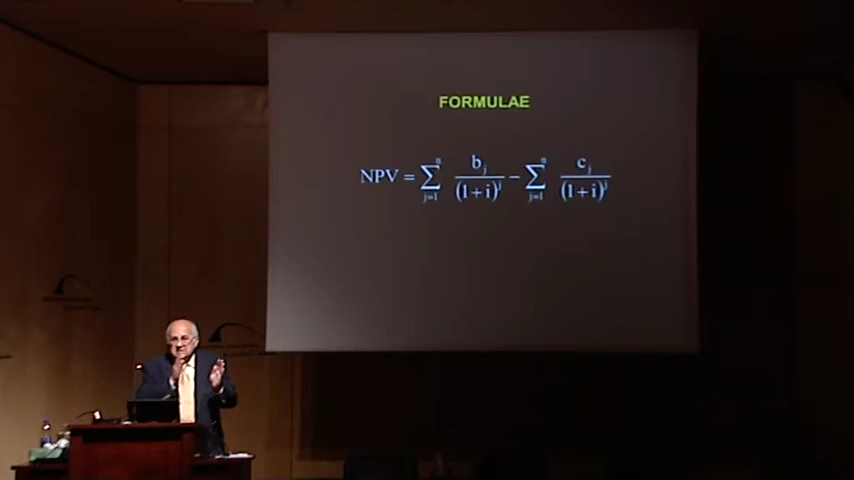 FORMULAE
NPV = ∑_{j=1}^{n} b_j/(1+i)^j − ∑_{j=1}^{n} c_j/(1+i)^j